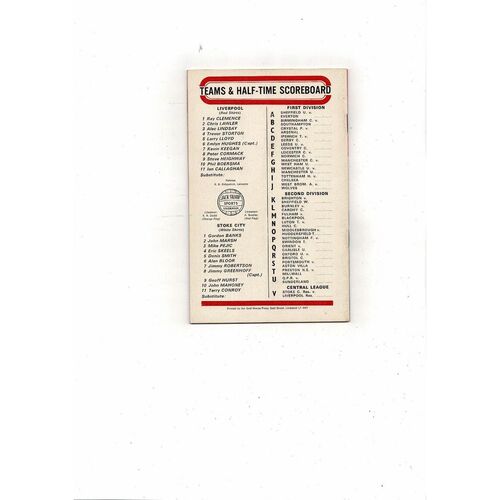 TEAMS & HALF-TIME SCOREBOARD
LIVERPOOL
(Red Shirts)
1 Ray CLEMENCE
2 Chris LAWLER
3 Alec LINDSAY
4 Trevor STORTON
5 Larry LLOYD
6 Emlyn HUGHES (Capt.)
7 Kevin KEEGAN
8 Peter CORMACK
9 Steve HEIGHWAY
10 Phil BOERSMA
11 Ian CALLAGHAN
Substitute:
Referee
SPORTS
STOKE CITY
(White Shirts)
1 Gordon BANKS
2 John MARSH
3 Mike PEJIC
4 Eric SKEELS
5 Denis SMITH
6 Alan BLOOR
7 Jimmy ROBERTSON
8 Jimmy GREENHOFF
(Capt.)
9 Geoff HURST
10 John MAHONEY
11 Terry CONROY
Substitute:
FIRST DIVISION
A SHEFFIELD U. v.
EVERTON
B BIRMINGHAM C. v.
SOUTHAMPTON
C CRYSTAL P. v.
ARSENAL
D IPSWICH T. v.
DERBY C.
E LEEDS U. v.
COVENTRY C.
F LEICESTER C. v.
NORWICH C.
G MANCHESTER C. v.
WEST HAM U.
H NEWCASTLE U. v.
MANCHESTER U.
I TOTTENHAM H. v.
CHELSEA
J WEST BROM. A. v.
WOLVES
SECOND DIVISION
K BRIGHTON v.
SHEFFIELD W.
L BURNLEY v.
CARDIFF C.
M FULHAM v.
BLACKPOOL
N LUTON T. v.
HULL C.
O MIDDLESBROUGH v.
HUDDERSFIELD T.
P NOTTINGHAM F. v.
SWINDON T.
Q ORIENT v.
CARLISLE U.
R OXFORD U. v.
BRISTOL C.
S PORTSMOUTH v.
ASTON VILLA
T PRESTON N.E. v.
MILLWALL
U Q.P.R. v.
SUNDERLAND
CENTRAL LEAGUE
V STOKE C. Res. v.
LIVERPOOL Res.